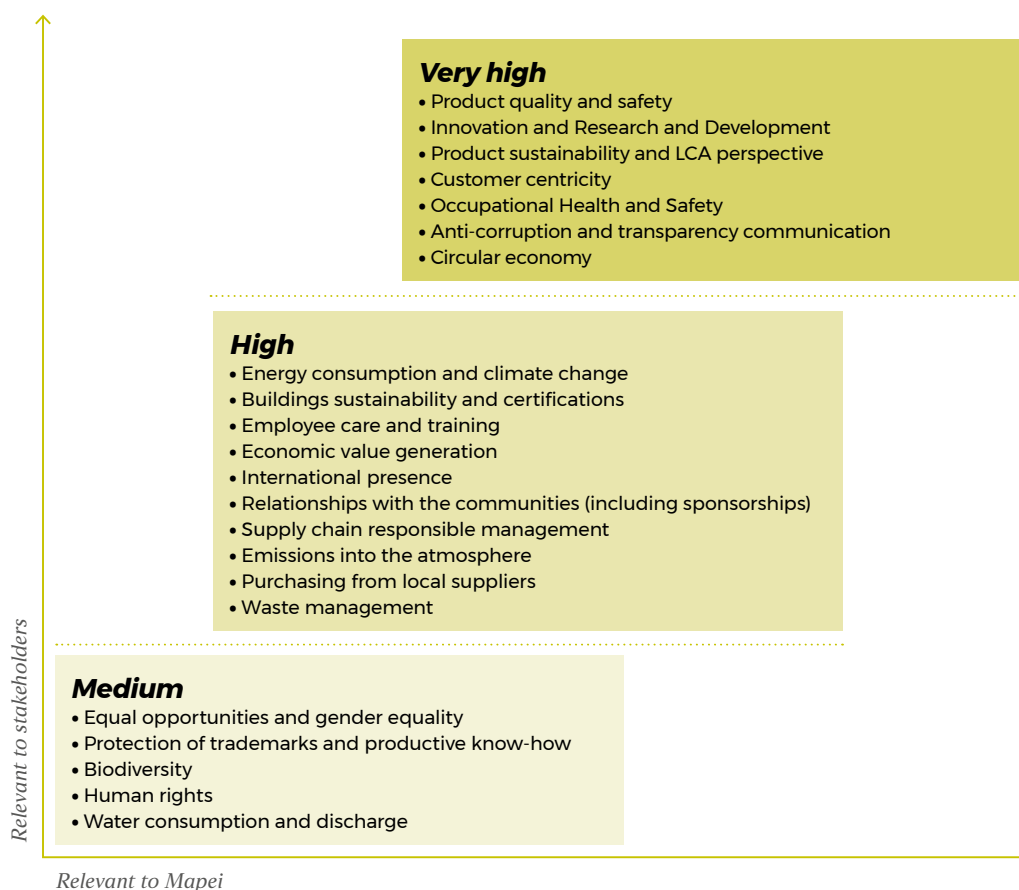 Very high
• Product quality and safety
• Innovation and Research and Development
• Product sustainability and LCA perspective
• Customer centricity
• Occupational Health and Safety
• Anti-corruption and transparency communication
• Circular economy
High
• Energy consumption and climate change
• Buildings sustainability and certifications
• Employee care and training
• Economic value generation
• International presence
• Relationships with the communities (including sponsorships)
• Supply chain responsible management
• Emissions into the atmosphere
• Purchasing from local suppliers
• Waste management
Medium
• Equal opportunities and gender equality
• Protection of trademarks and productive know-how
• Biodiversity
• Human rights
• Water consumption and discharge
Relevant to stakeholders
Relevant to Mapei